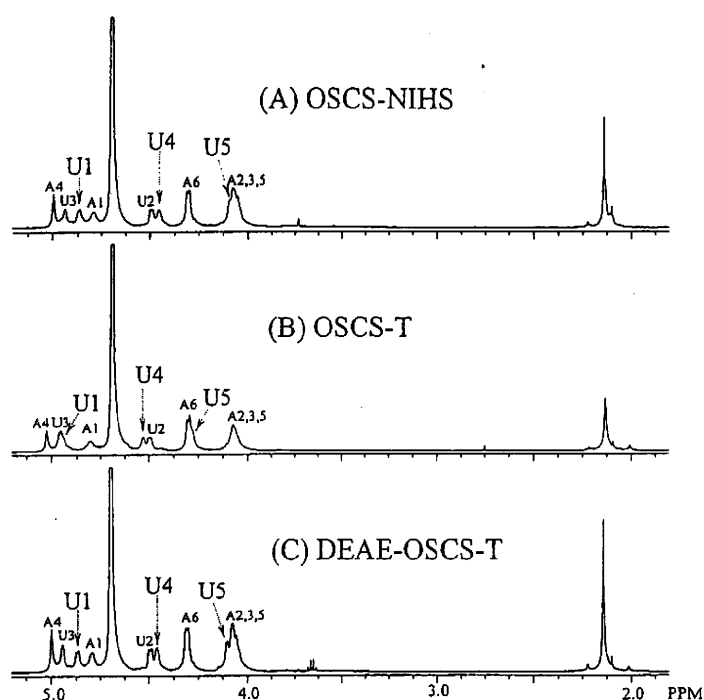 (A) OSCS-NIHS
U1
U4
U5
A4
U3
A1
U2
A6
A2,3,5
(B) OSCS-T
U1
U4
U5
A4
U3
A1
U2
A6
A2,3,5
(C) DEAE-OSCS-T
U1
U4
U5
A4
U3
A1
U2
A6
A2,3,5
5.0 4.0 3.0 2.0 PPM